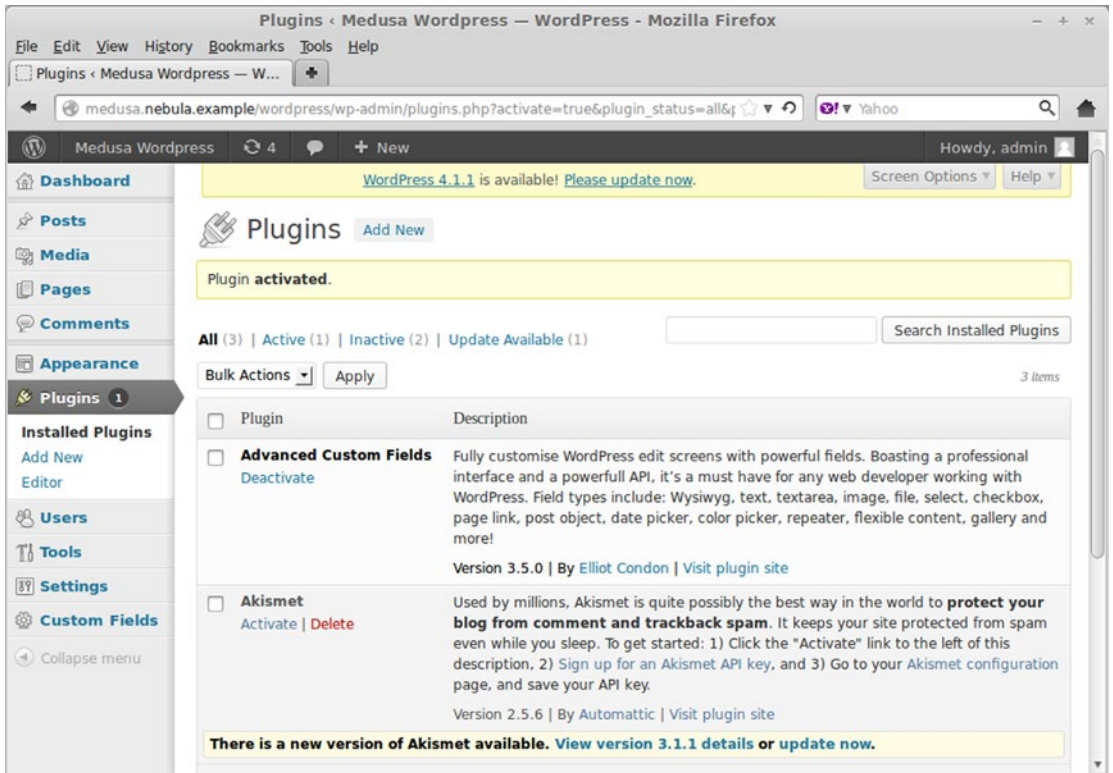 Plugins ‹ Medusa Wordpress — WordPress - Mozilla Firefox
File Edit View History Bookmarks Tools Help
Plugins ‹ Medusa Wordpress — W...
medusa.nebula.example/wordpress/wp-admin/plugins.php?activate=true&plugin_status=all&p
Yahoo
Medusa Wordpress 4 + New Howdy, admin
Dashboard
Posts
Media
Pages
Comments
Appearance
Plugins 1
Installed Plugins
Add New
Editor
Users
Tools
Settings
Custom Fields
Collapse menu
WordPress 4.1.1 is available! Please update now.
Screen Options Help
Plugins Add New
Plugin activated.
All (3) | Active (1) | Inactive (2) | Update Available (1)
Search Installed Plugins
Bulk Actions Apply
3 items
Plugin Description
Advanced Custom Fields
Deactivate
Fully customise WordPress edit screens with powerful fields. Boasting a professional
interface and a powerfull API, it's a must have for any web developer working with
WordPress. Field types include: Wysiwyg, text, textarea, image, file, select, checkbox,
page link, post object, date picker, color picker, repeater, flexible content, gallery and
more!
Version 3.5.0 | By Elliot Condon | Visit plugin site
Akismet
Activate | Delete
Used by millions, Akismet is quite possibly the best way in the world to protect your
blog from comment and trackback spam. It keeps your site protected from spam
even while you sleep. To get started: 1) Click the "Activate" link to the left of this
description, 2) Sign up for an Akismet API key, and 3) Go to your Akismet configuration
page, and save your API key.
Version 2.5.6 | By Automattic | Visit plugin site
There is a new version of Akismet available. View version 3.1.1 details or update now.